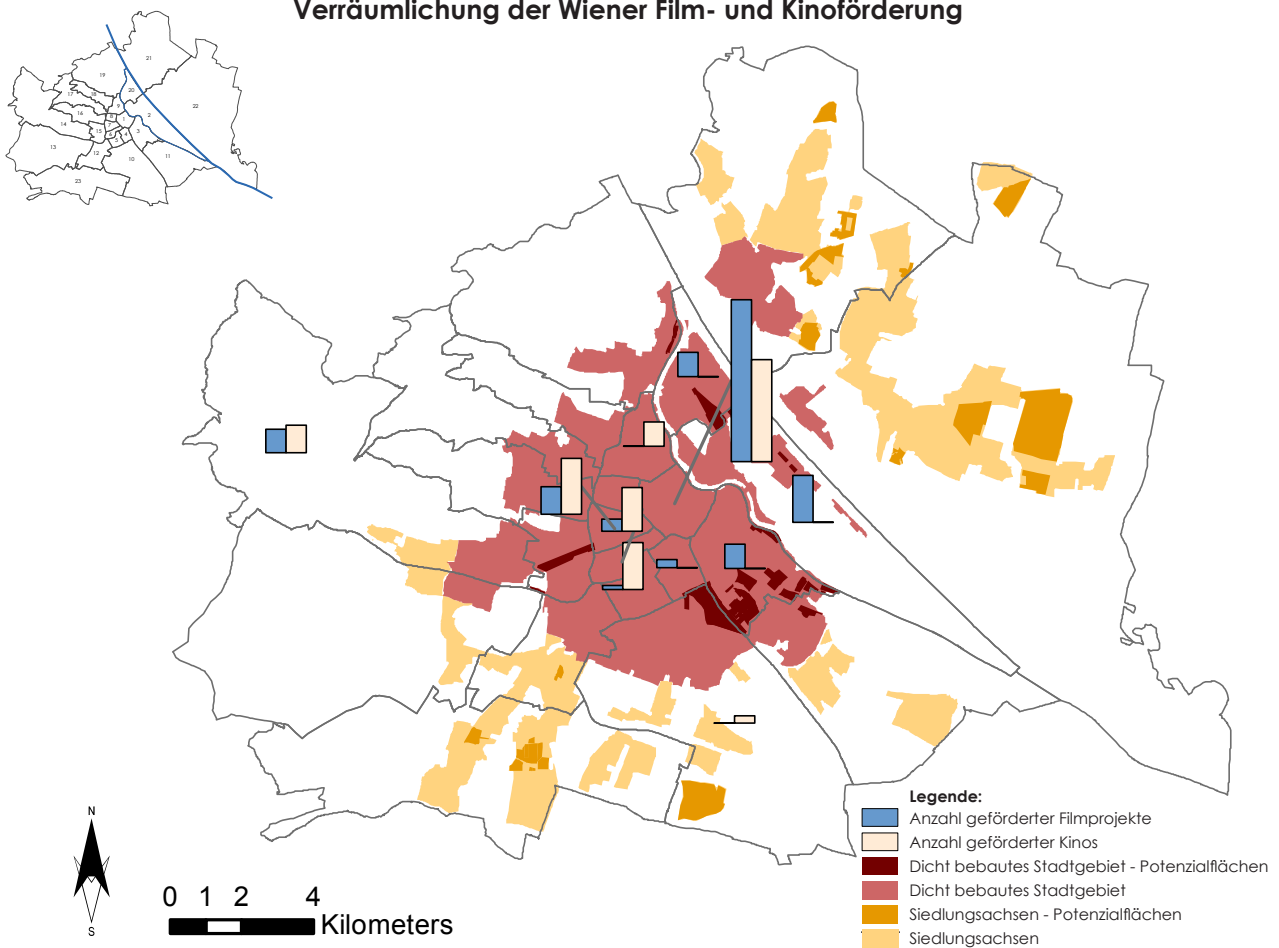 Verräumlichung der Wiener Film- und Kinoförderung
21
19
22
20
17
18
9
2
16
8
1
7
14
15
6
3
4
5
13
12
11
10
23
N
S
0 1 2 4
Kilometers
Legende:
Anzahl geförderter Filmprojekte
Anzahl geförderter Kinos
Dicht bebautes Stadtgebiet - Potenzialflächen
Dicht bebautes Stadtgebiet
Siedlungsachsen - Potenzialflächen
Siedlungsachsen